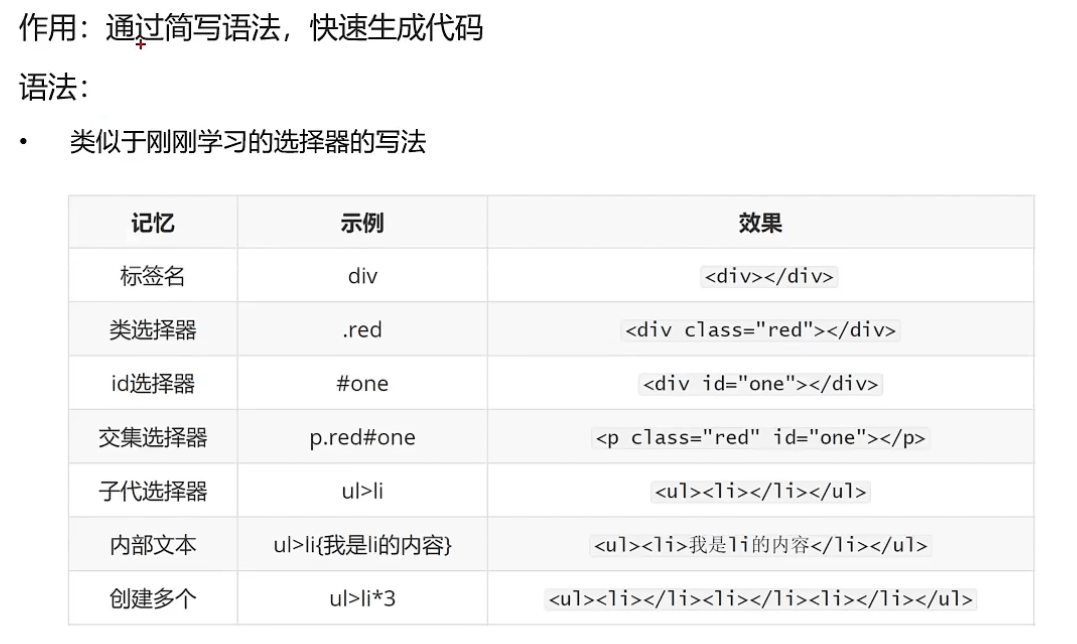 作用：通过简写语法，快速生成代码
语法：
• 类似于刚刚学习的选择器的写法
记忆 示例 效果
标签名 div <div></div>
类选择器 .red <div class="red"></div>
id选择器 #one <div id="one"></div>
交集选择器 p.red#one <p class="red" id="one"></p>
子代选择器 ul>li <ul><li></li></ul>
内部文本 ul>li{我是li的内容} <ul><li>我是li的内容</li></ul>
创建多个 ul>li*3 <ul><li></li><li></li><li></li></ul>